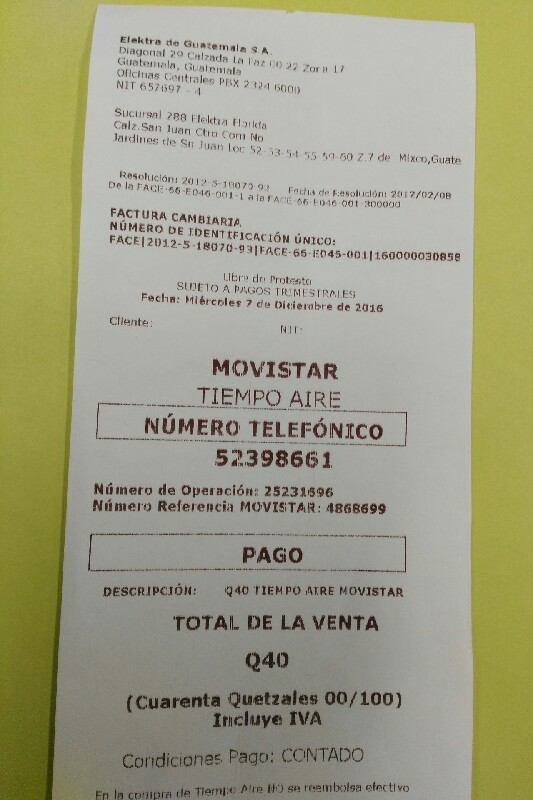 Elektra de Guatemala S.A.
Diagonal 29 Calzada La Paz 00-22 Zona 17
Guatemala, Guatemala
Oficinas Centrales PBX 2324 6000
NIT 657697 - 4
Sucursal 288 Elektra Florida
Calz.San Juan Ctro Com No
Jardines de Sn Juan Loc 52-53-54-55-59-60 Z.7 de Mixco,Guate
Resolución: 2012-5-18070-93 Fecha de Resolución: 2012/02/08
De la FACE-66-E046-001-1 a la FACE-66-E046-001-300000
FACTURA CAMBIARIA
NÚMERO DE IDENTIFICACIÓN ÚNICO:
FACE|2012-5-18070-93|FACE-66-E046-001|160000030858
Libre de Protesto
SUJETO A PAGOS TRIMESTRALES
Fecha: Miércoles 7 de Diciembre de 2016
Cliente: NIT:
MOVISTAR
TIEMPO AIRE
NÚMERO TELEFÓNICO
52398661
Número de Operación: 25231696
Número Referencia MOVISTAR: 4868699
PAGO
DESCRIPCIÓN: Q40 TIEMPO AIRE MOVISTAR
TOTAL DE LA VENTA
Q40
(Cuarenta Quetzales 00/100)
Incluye IVA
Condiciones Pago: CONTADO
En la compra de Tiempo Aire NO se reembolsa efectivo